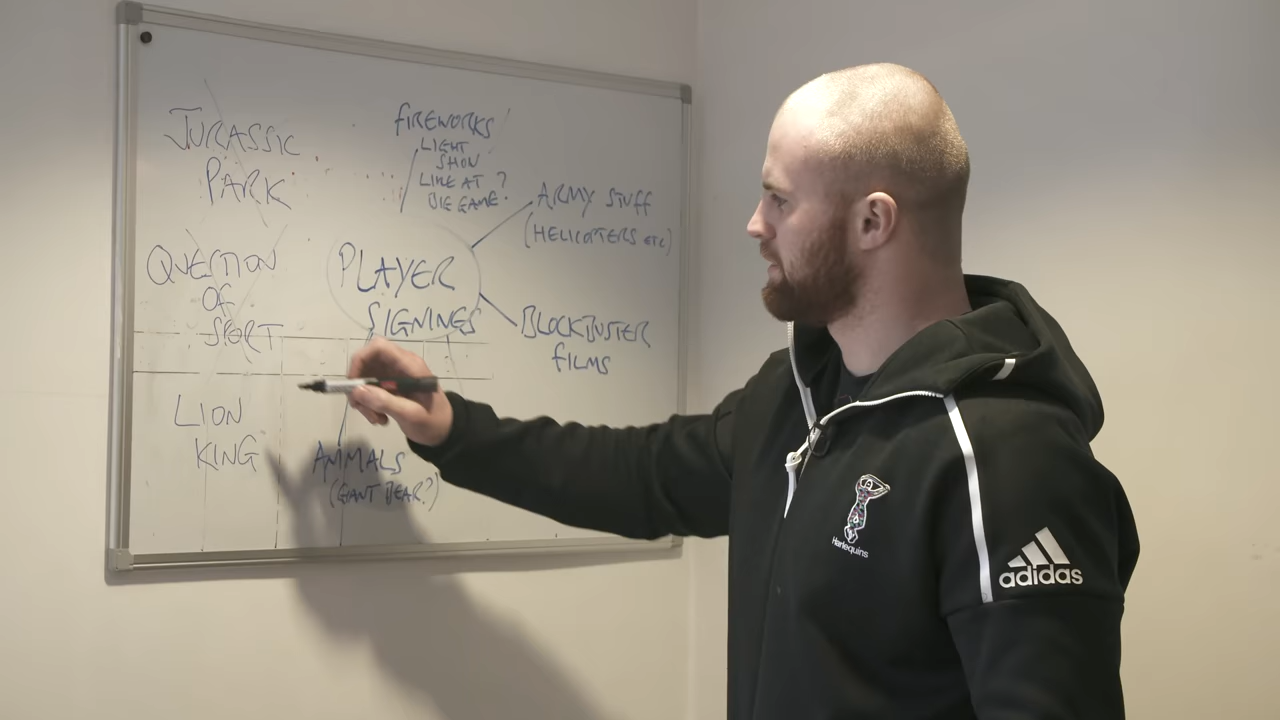 JURASSIC
PARK
FIREWORKS!
LIGHT
SHOW
LIKE AT ?
BIG GAME.
ARMY STUFF
(HELICOPTERS ETC)
QUESTION
OF
SPORT
PLAYER
SIGNINGS
BLOCKBUSTER
FILMS
LION
KING
ANIMALS
(GIANT BEAR?)
Harlequins
adidas